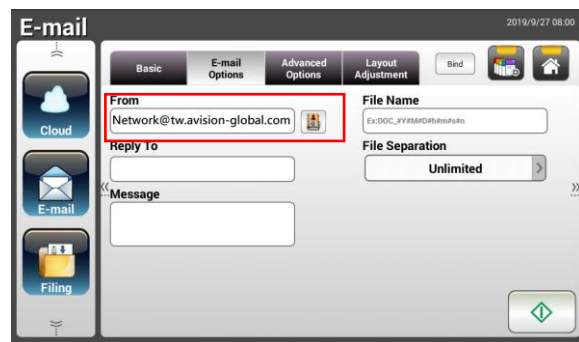 E-mail
2019/9/27 08:00
Basic
E-mail Options
Advanced Options
Layout Adjustment
Bind
Cloud
E-mail
Filing
From
Network@tw.avision-global.com
Reply To
Message
File Name
Ex:DOC_#Y#M#D#h#m#s#n
File Separation
Unlimited